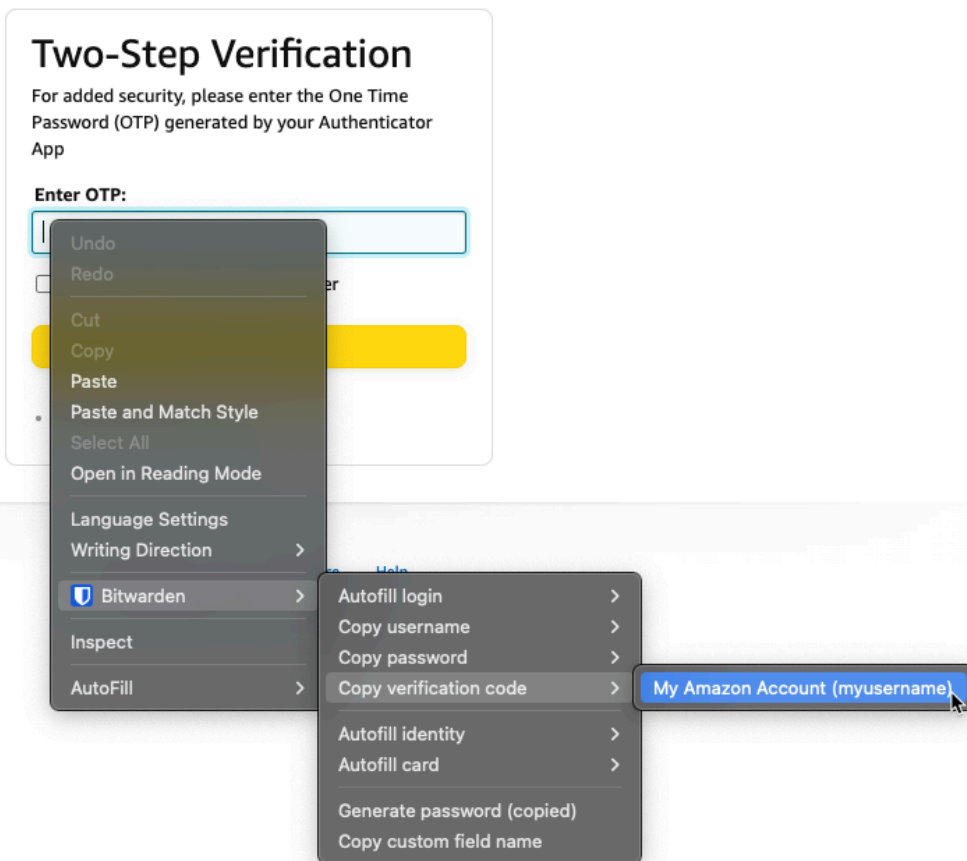 Two-Step Verification
For added security, please enter the One Time
Password (OTP) generated by your Authenticator
App
Enter OTP:
Undo
Redo
Cut
Copy
Paste
Paste and Match Style
Select All
Open in Reading Mode
Language Settings
Writing Direction
Bitwarden
Inspect
AutoFill
Help
Autofill login
Copy username
Copy password
Copy verification code
Autofill identity
Autofill card
Generate password (copied)
Copy custom field name
My Amazon Account (myusername)